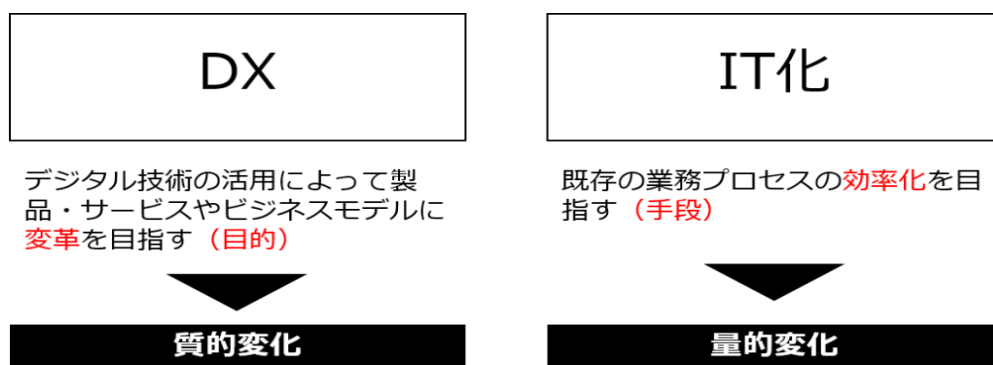 DX
デジタル技術の活用によって製
品・サービスやビジネスモデルに
変革を目指す（目的）
質的変化
IT化
既存の業務プロセスの効率化を目
指す（手段）
量的変化